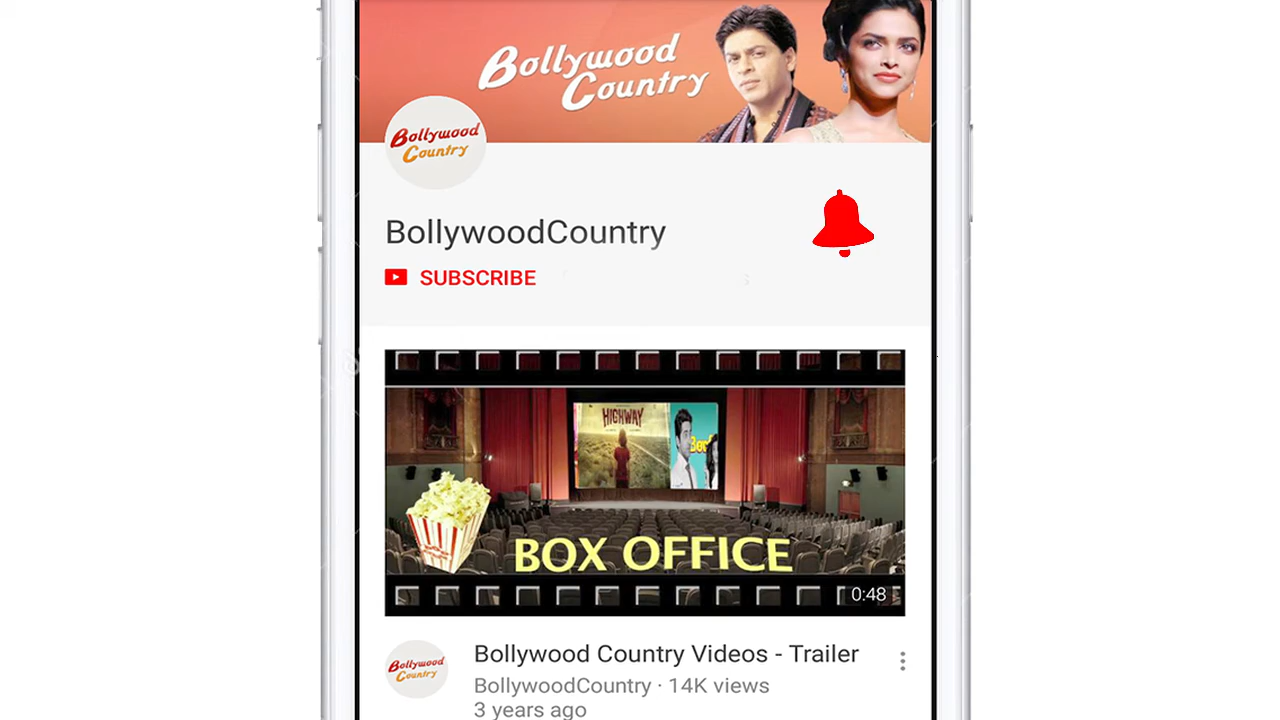 Bollywood
Country
Bollywood
Country
BollywoodCountry
SUBSCRIBE
HIGHWAY
BOX OFFICE
0:48
Bollywood
Country
Bollywood Country Videos - Trailer
BollywoodCountry · 14K views
3 years ago